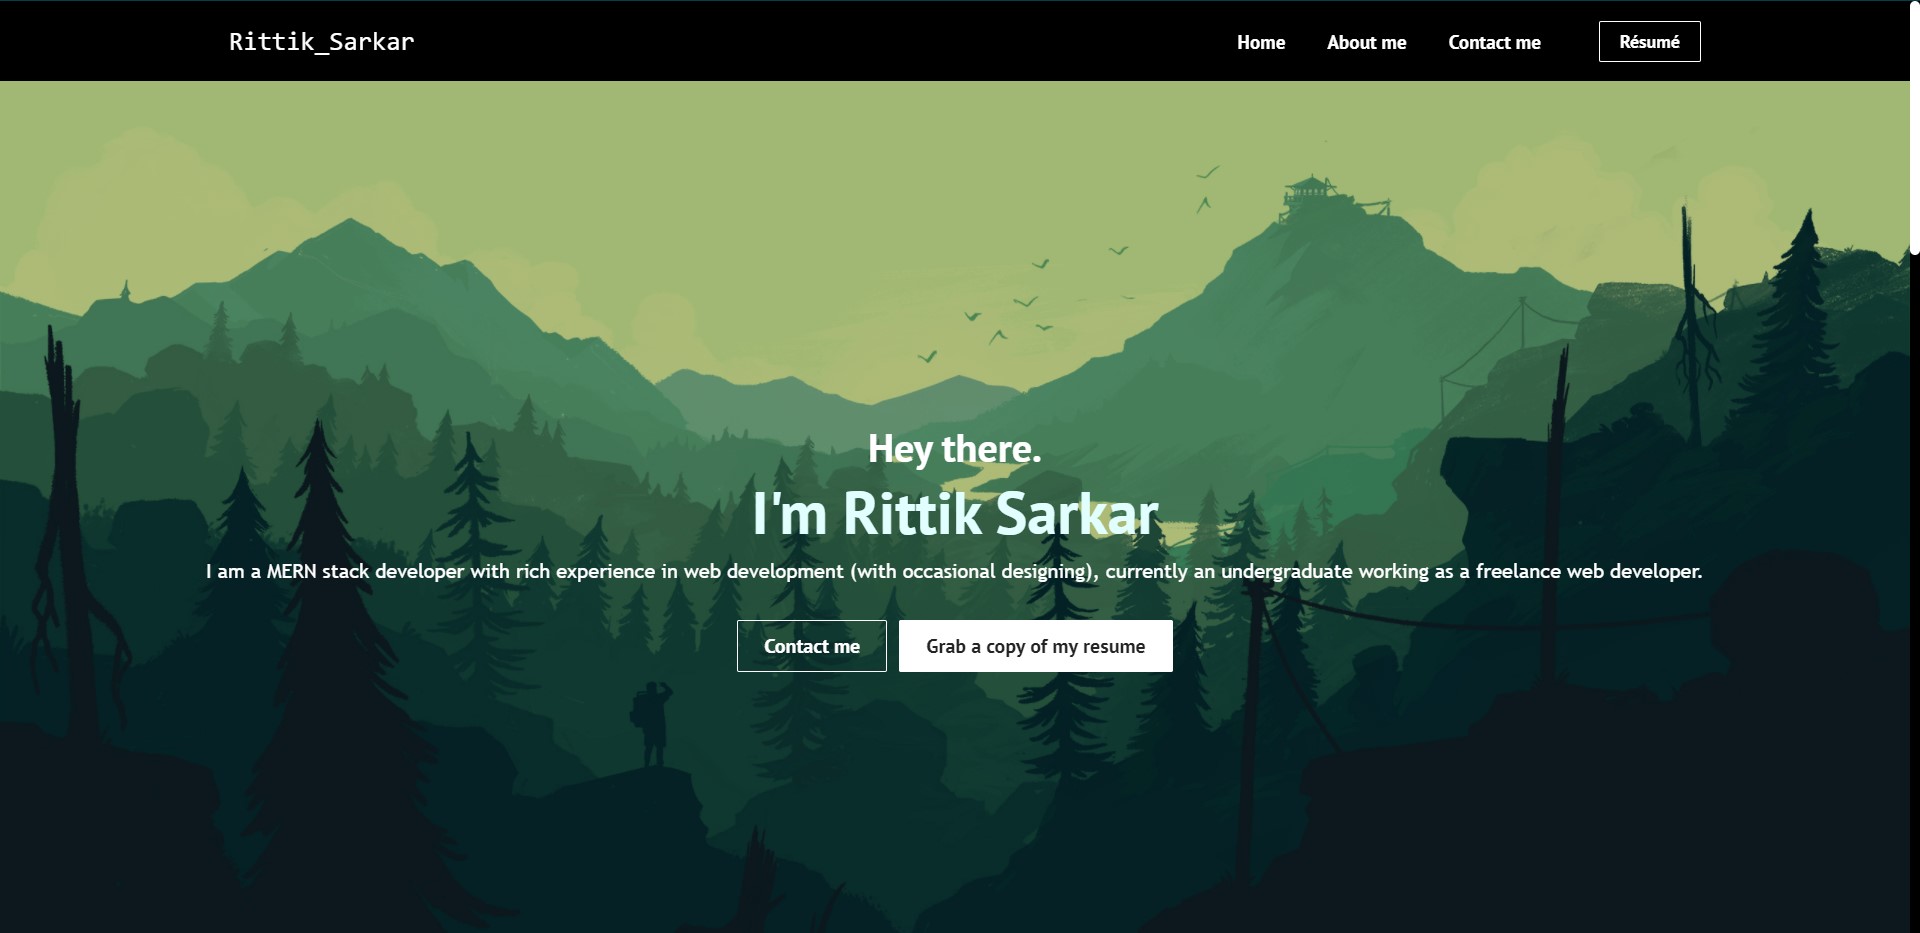 Rittik_Sarkar
Home About me Contact me Résumé
Hey there.
I'm Rittik Sarkar
I am a MERN stack developer with rich experience in web development (with occasional designing), currently an undergraduate working as a freelance web developer.
Contact me Grab a copy of my resume